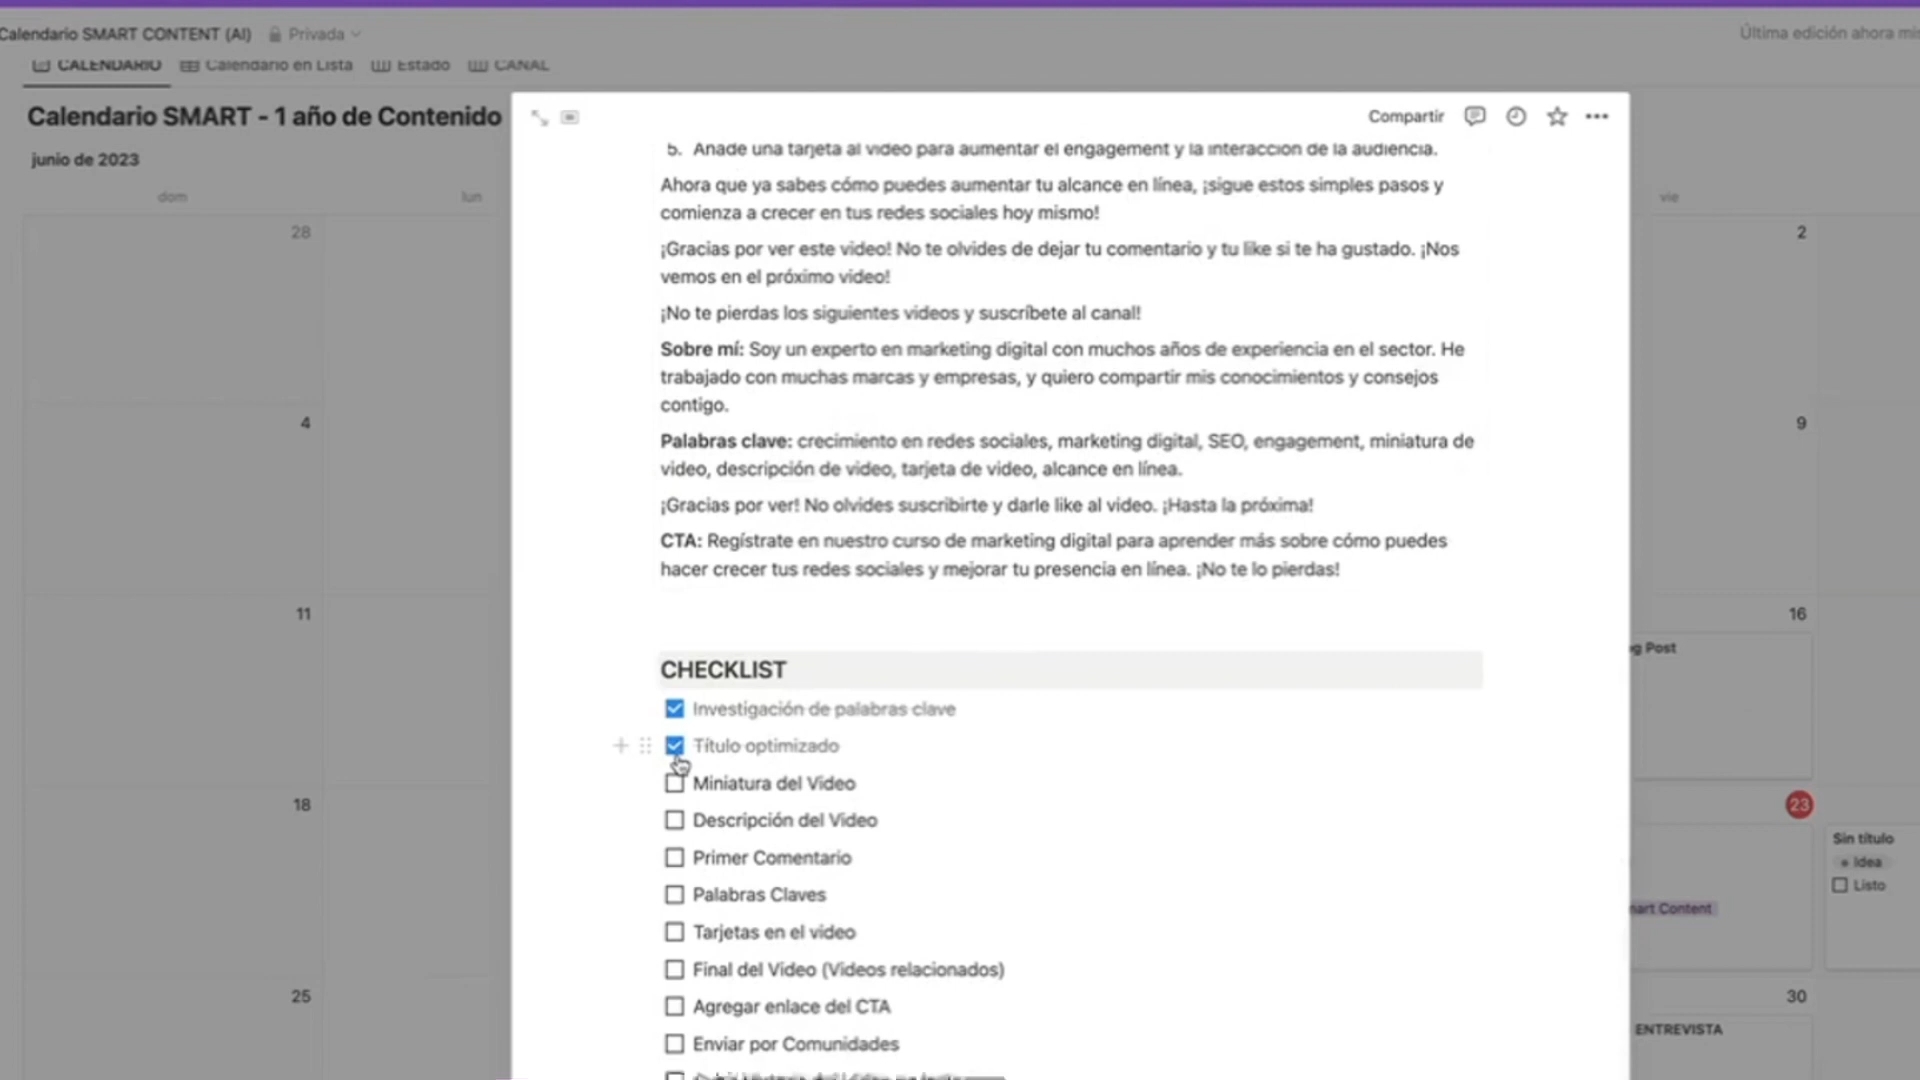 Calendario SMART CONTENT (AI) Privada
Última edición ahora mis
CALENDARIO Calendario en Lista Estado CANAL
Calendario SMART - 1 año de Contenido
junio de 2023
dom lun vie
28 2
4 9
11 16
18 23
25 30
Compartir
5. Añade una tarjeta al video para aumentar el engagement y la interacción de la audiencia.
Ahora que ya sabes cómo puedes aumentar tu alcance en línea, ¡sigue estos simples pasos y
comienza a crecer en tus redes sociales hoy mismo!
¡Gracias por ver este video! No te olvides de dejar tu comentario y tu like si te ha gustado. ¡Nos
vemos en el próximo video!
¡No te pierdas los siguientes videos y suscríbete al canal!
Sobre mí: Soy un experto en marketing digital con muchos años de experiencia en el sector. He
trabajado con muchas marcas y empresas, y quiero compartir mis conocimientos y consejos
contigo.
Palabras clave: crecimiento en redes sociales, marketing digital, SEO, engagement, miniatura de
video, descripción de video, tarjeta de video, alcance en línea.
¡Gracias por ver! No olvides suscribirte y darle like al video. ¡Hasta la próxima!
CTA: Regístrate en nuestro curso de marketing digital para aprender más sobre cómo puedes
hacer crecer tus redes sociales y mejorar tu presencia en línea. ¡No te lo pierdas!
CHECKLIST
Investigación de palabras clave
Título optimizado
Miniatura del Video
Descripción del Video
Primer Comentario
Palabras Claves
Tarjetas en el video
Final del Video (Videos relacionados)
Agregar enlace del CTA
Enviar por Comunidades
g Post
Sin título
Idea
Listo
mart Content
ENTREVISTA